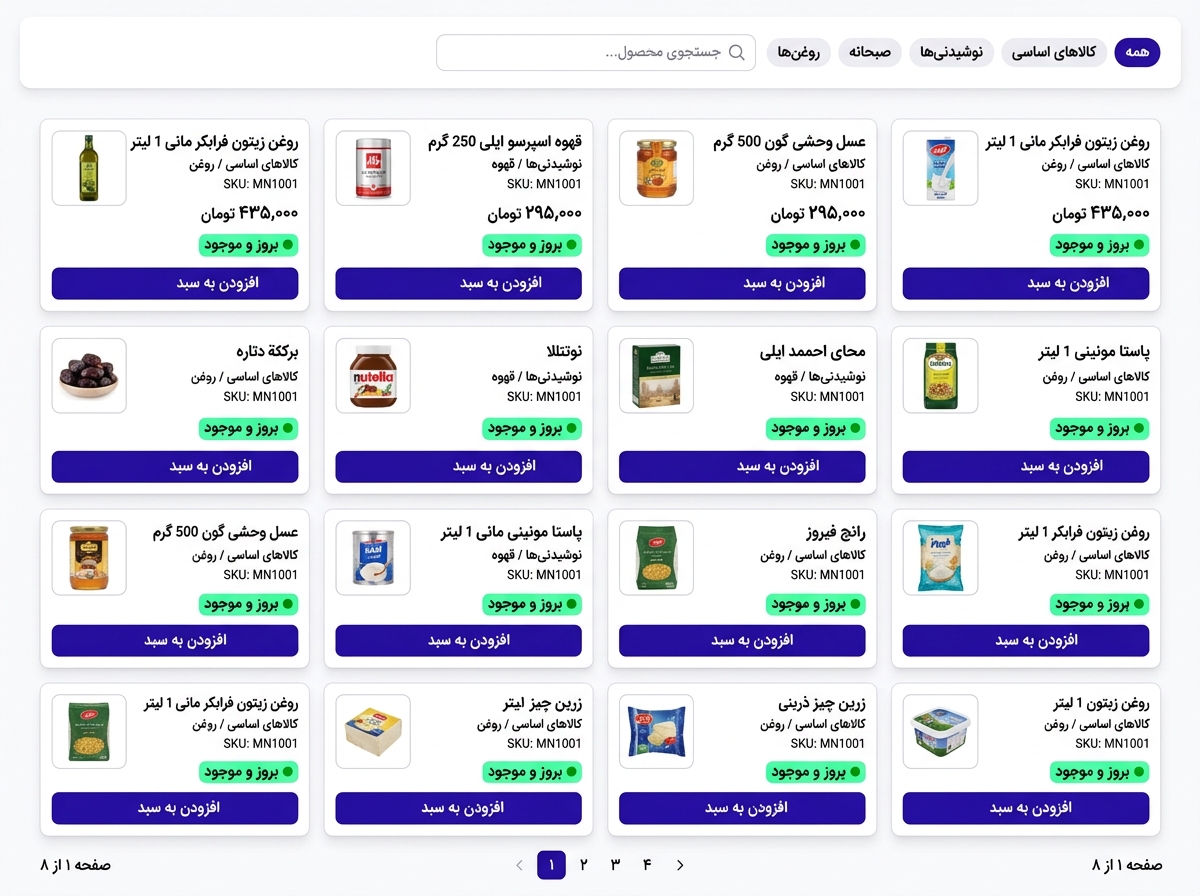 همه
کالاهای اساسی
نوشیدنی‌ها
صبحانه
روغن‌ها
جستجوی محصول...
روغن زیتون فرابکر مانی 1 لیتر
کالاهای اساسی / روغن
SKU: MN1001
۴۳۵,۰۰۰ تومان
بروز و موجود
افزودن به سبد
عسل وحشی گون 500 گرم
کالاهای اساسی / روغن
SKU: MN1001
۲۹۵,۰۰۰ تومان
بروز و موجود
افزودن به سبد
قهوه اسپرسو ایلی 250 گرم
نوشیدنی‌ها / قهوه
SKU: MN1001
۲۹۵,۰۰۰ تومان
بروز و موجود
افزودن به سبد
روغن زیتون فرابکر مانی 1 لیتر
کالاهای اساسی / روغن
SKU: MN1001
۴۳۵,۰۰۰ تومان
بروز و موجود
افزودن به سبد
پاستا مونینی 1 لیتر
کالاهای اساسی / روغن
SKU: MN1001
بروز و موجود
افزودن به سبد
محای احممد ایلی
نوشیدنی‌ها / قهوه
SKU: MN1001
بروز و موجود
افزودن به سبد
نوتتللا
نوشیدنی‌ها / قهوه
SKU: MN1001
nutella
بروز و موجود
افزودن به سبد
برککة دتاره
کالاهای اساسی / روغن
SKU: MN1001
بروز و موجود
افزودن به سبد
روغن زیتون فرابکر 1 لیتر
کالاهای اساسی / روغن
SKU: MN1001
بروز و موجود
افزودن به سبد
رانج فیروز
کالاهای اساسی / روغن
SKU: MN1001
بروز و موجود
افزودن به سبد
پاستا مونینی مانی 1 لیتر
نوشیدنی‌ها / قهوه
SKU: MN1001
بروز و موجود
افزودن به سبد
عسل وحشی گون 500 گرم
کالاهای اساسی / روغن
SKU: MN1001
بروز و موجود
افزودن به سبد
روغن زیتون 1 لیتر
کالاهای اساسی / روغن
SKU: MN1001
بروز و موجود
افزودن به سبد
زرین چیز ذرینی
کالاهای اساسی / روغن
SKU: MN1001
بروز و موجود
افزودن به سبد
زرین چیز لیتر
کالاهای اساسی / روغن
SKU: MN1001
بروز و موجود
افزودن به سبد
روغن زیتون فرابکر مانی 1 لیتر
کالاهای اساسی / روغن
SKU: MN1001
بروز و موجود
افزودن به سبد
صفحه ۱ از ۸
۱ ۲ ۳ ۴
صفحه ۱ از ۸